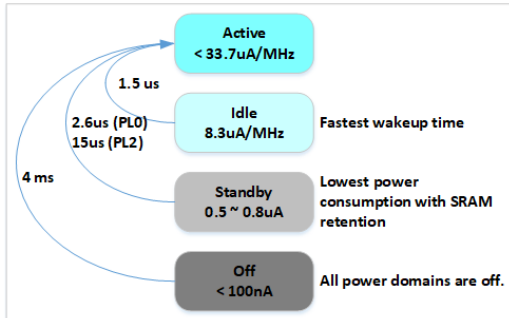 Active
< 33.7uA/MHz
1.5 us
Idle
8.3uA/MHz
Fastest wakeup time
2.6us (PL0)
15us (PL2)
4 ms
Standby
0.5 ~ 0.8uA
Lowest power
consumption with SRAM
retention
Off
< 100nA
All power domains are off.